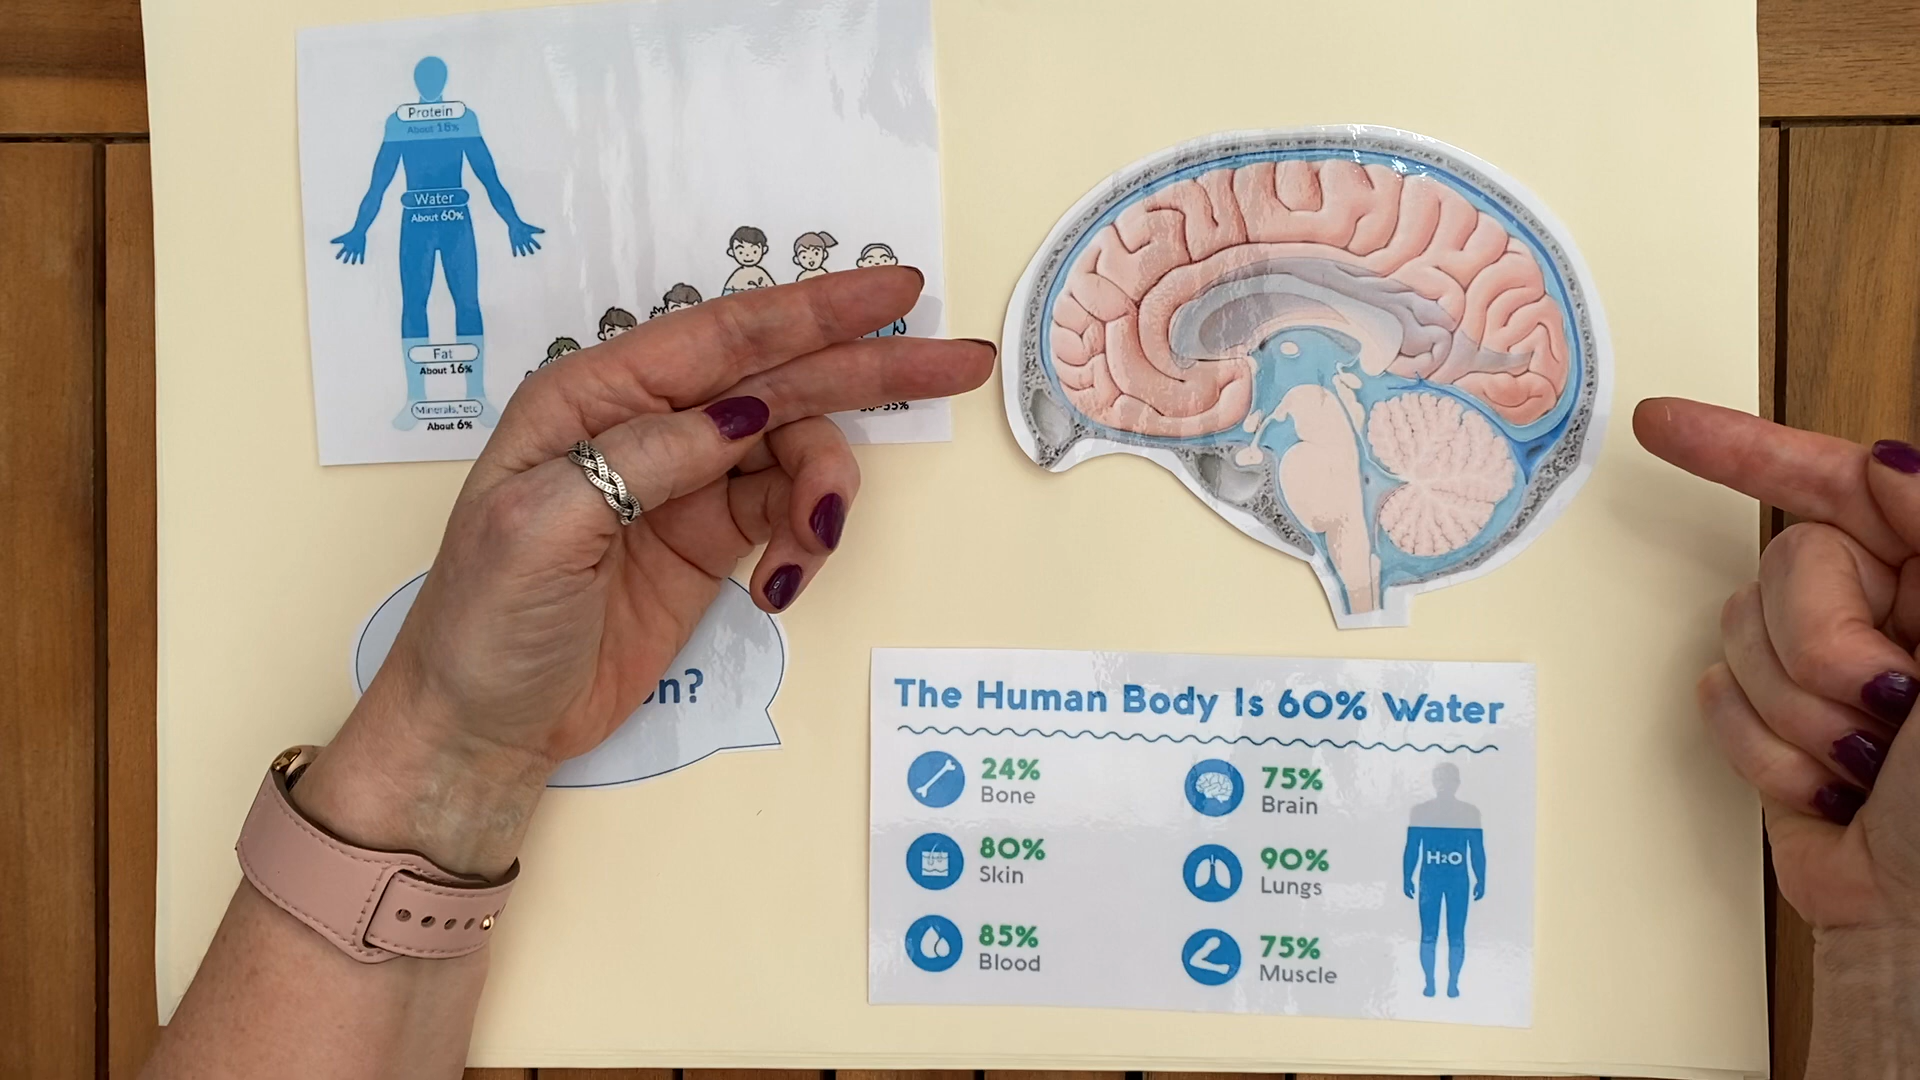 Protein
About 18%
Water
About 60%
Fat
About 16%
Minerals, etc
About 6%
The Human Body Is 60% Water
24%
Bone
75%
Brain
80%
Skin
90%
Lungs
85%
Blood
75%
Muscle
H2O